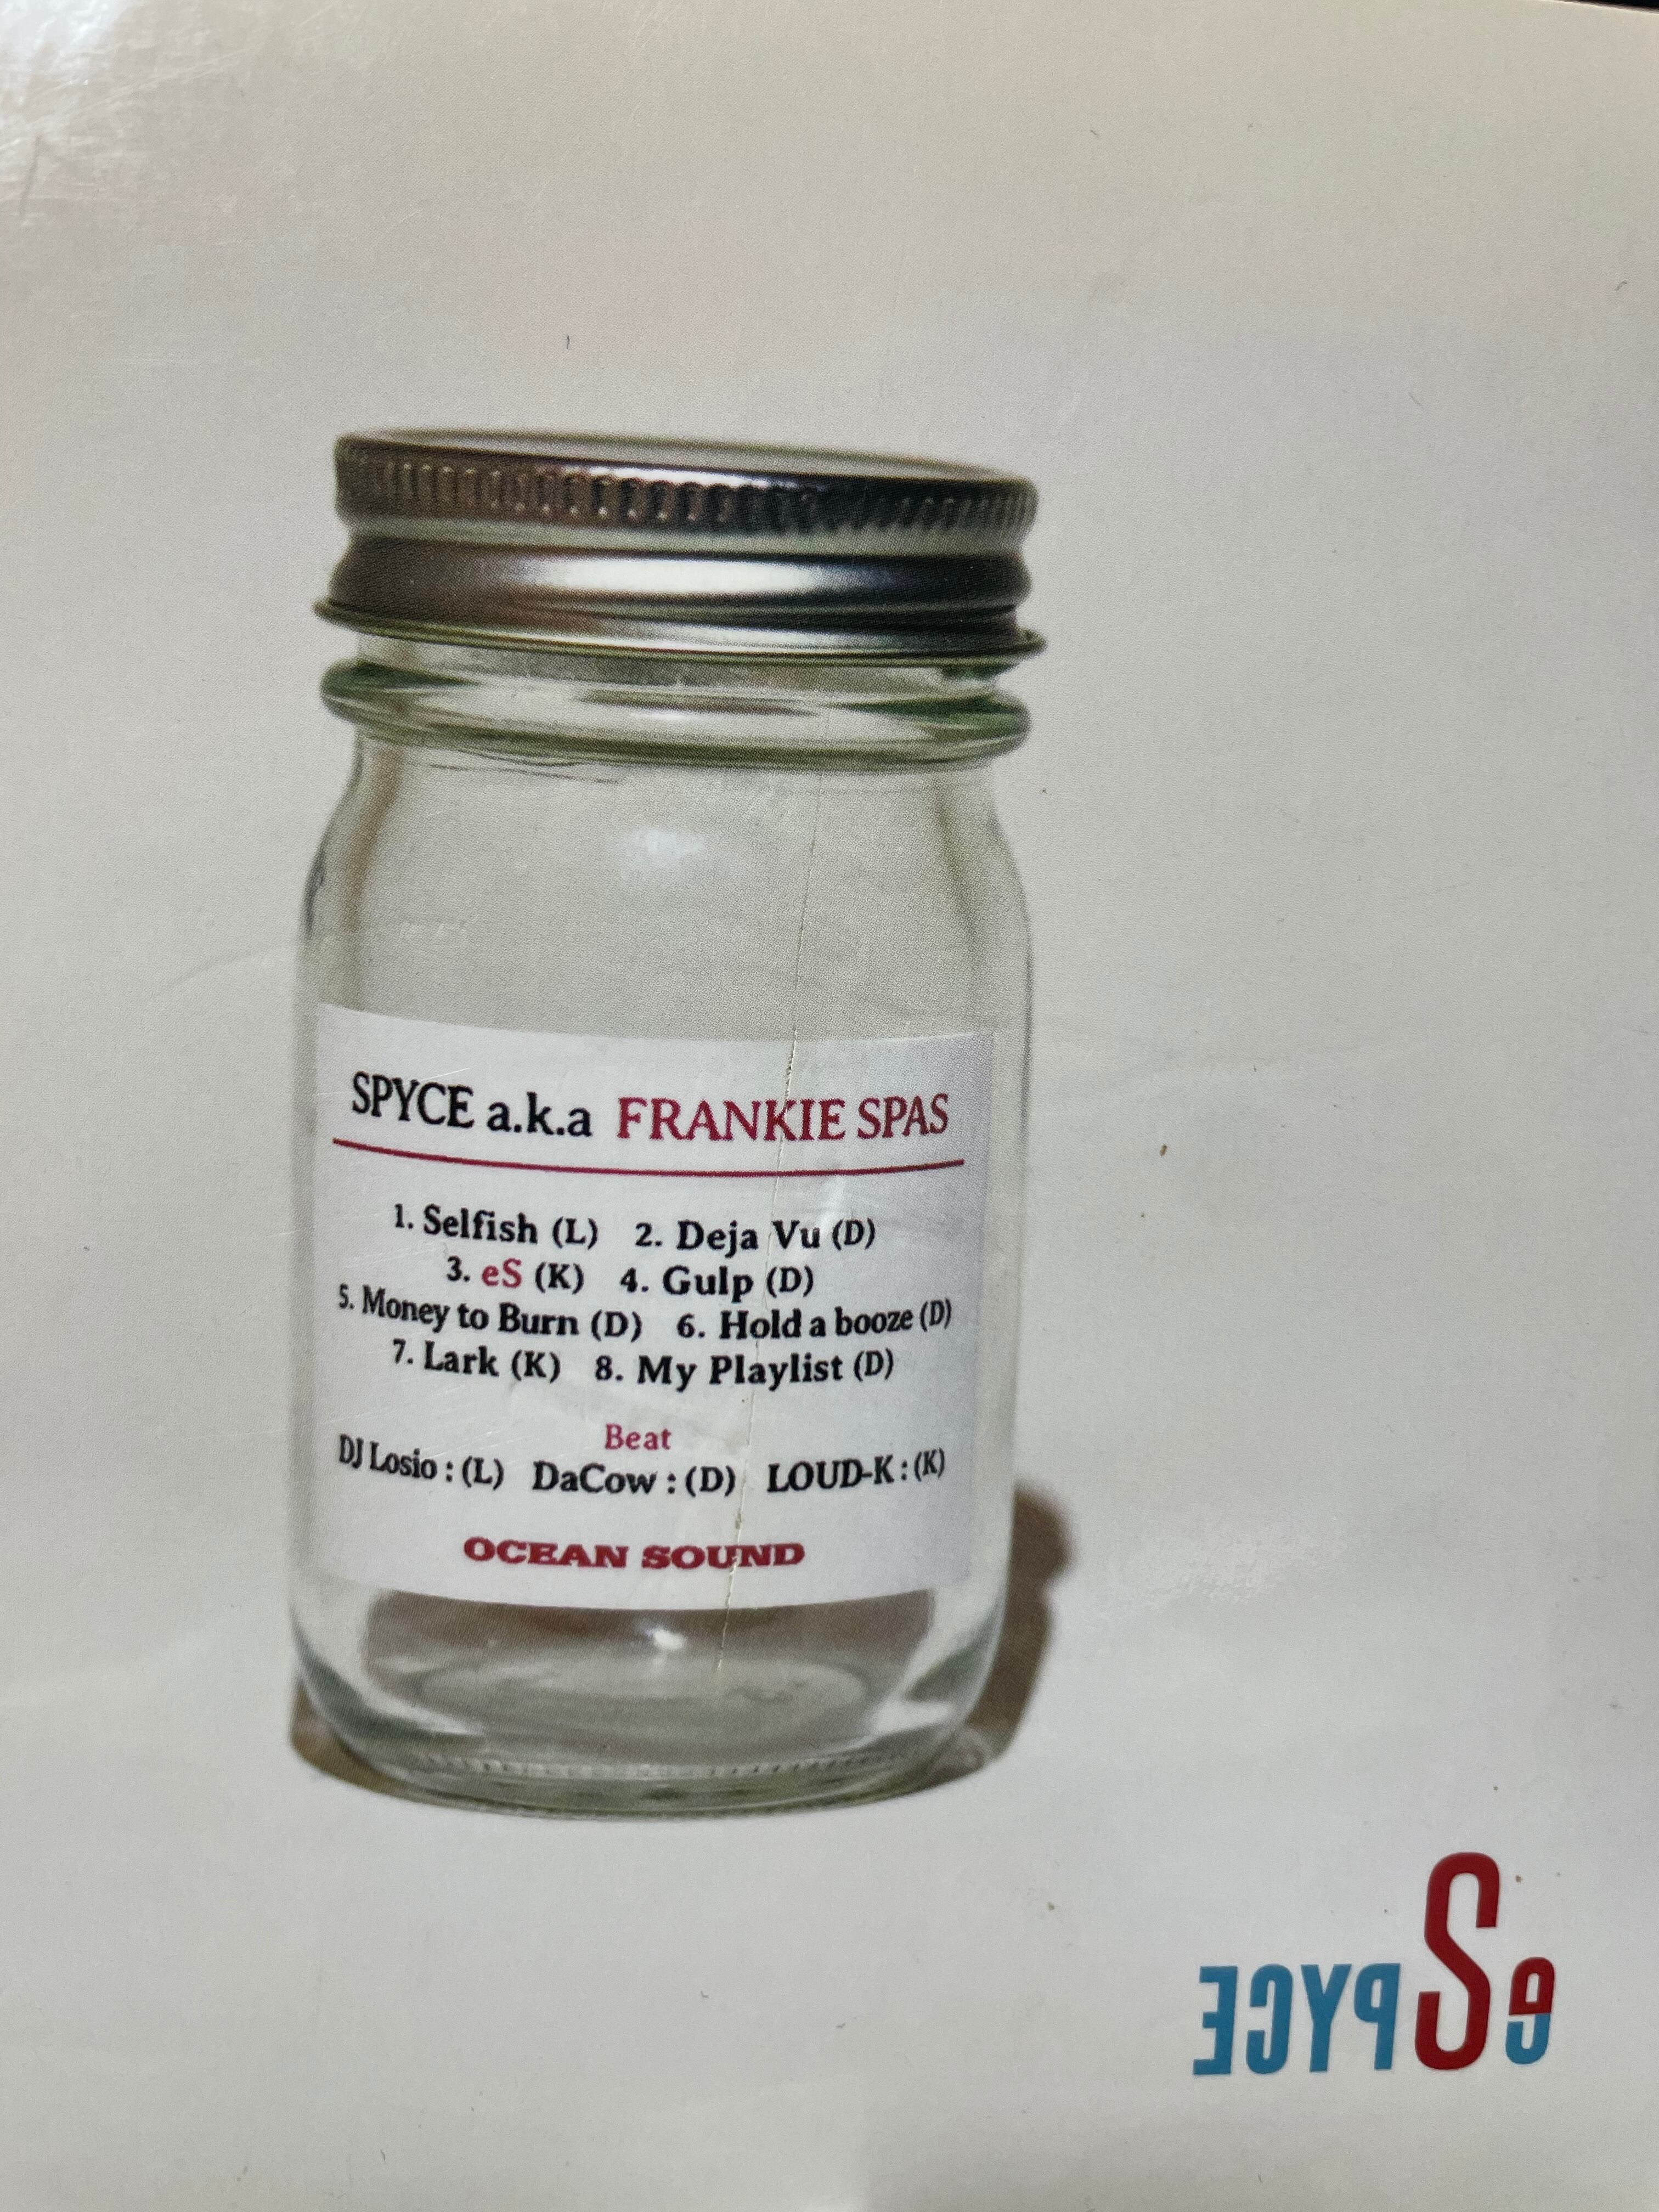 SPYCE a.k.a FRANKIE SPAS
1. Selfish (L) 2. Deja Vu (D)
3. eS (K) 4. Gulp (D)
5. Money to Burn (D) 6. Hold a booze (D)
7. Lark (K) 8. My Playlist (D)
Beat
DJ Losio : (L) DaCow : (D) LOUD-K : (K)
OCEAN SOUND
eSPYCE